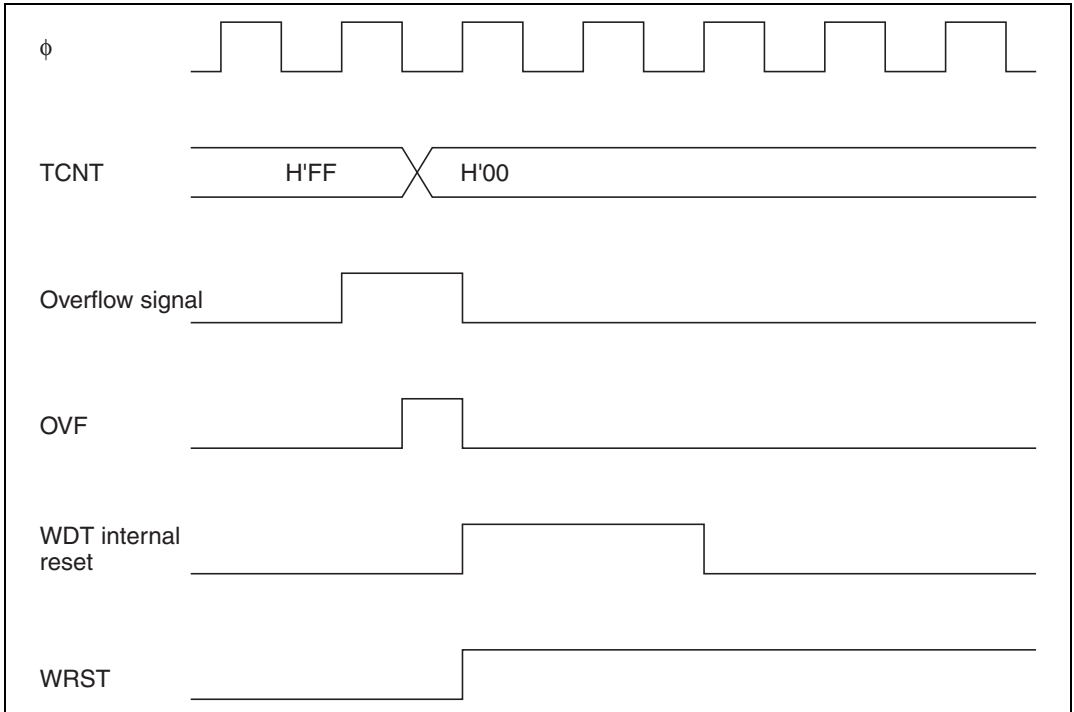 ϕ
TCNT
H'FF
H'00
Overflow signal
OVF
WDT internal
reset
WRST